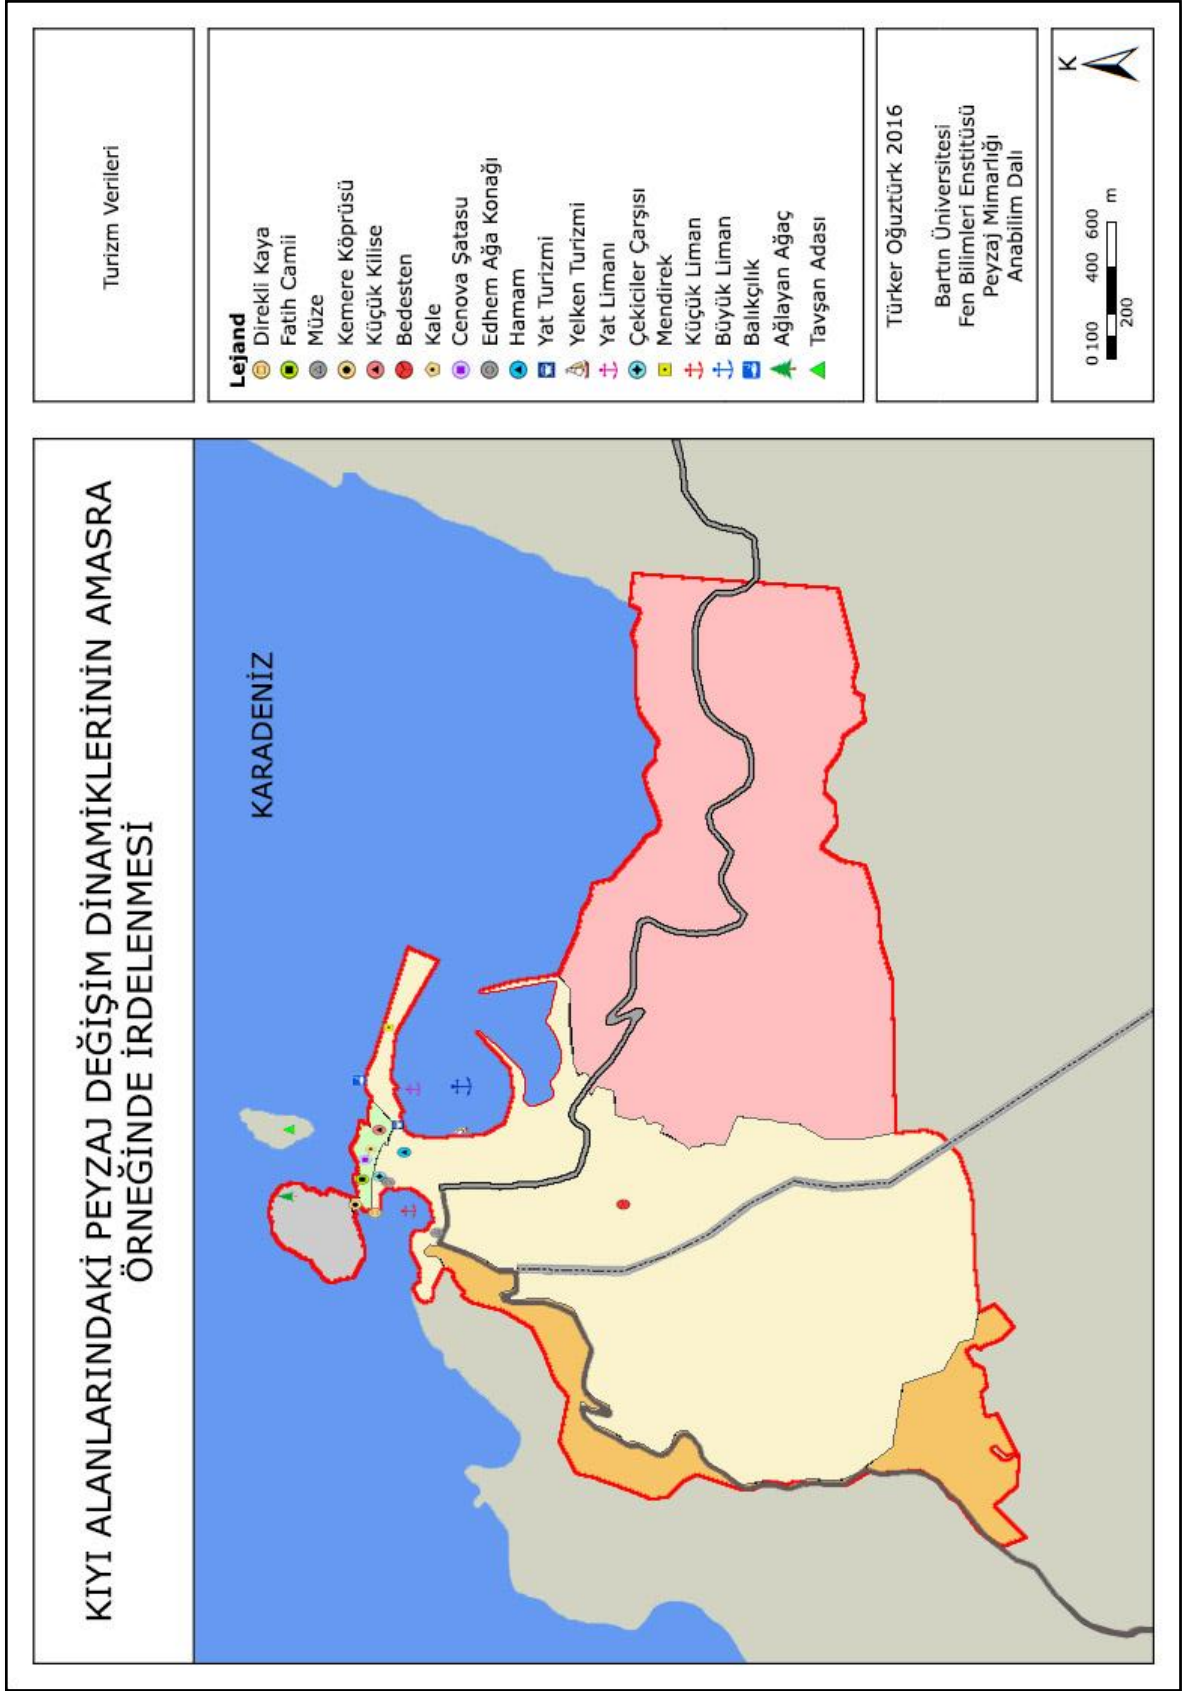 KIYI ALANLARINDAKİ PEYZAJ DEĞİŞİM DİNAMİKLERİNİN AMASRA
ÖRNEĞİNDE İRDELENMESİ
KARADENİZ
Turizm Verileri
Lejand
Direkli Kaya
Fatih Camii
Müze
Kemere Köprüsü
Küçük Kilise
Bedesten
Kale
Cenova Şatasu
Edhem Ağa Konağı
Hamam
Yat Turizmi
Yelken Turizmi
Yat Limanı
Çekiciler Çarşısı
Mendirek
Küçük Liman
Büyük Liman
Balıkçılık
Ağlayan Ağaç
Tavşan Adası
Türker Oğuztürk 2016
Bartın Üniversitesi
Fen Bilimleri Enstitüsü
Peyzaj Mimarlığı
Anabilim Dalı
K
0 100 400 600 m
200